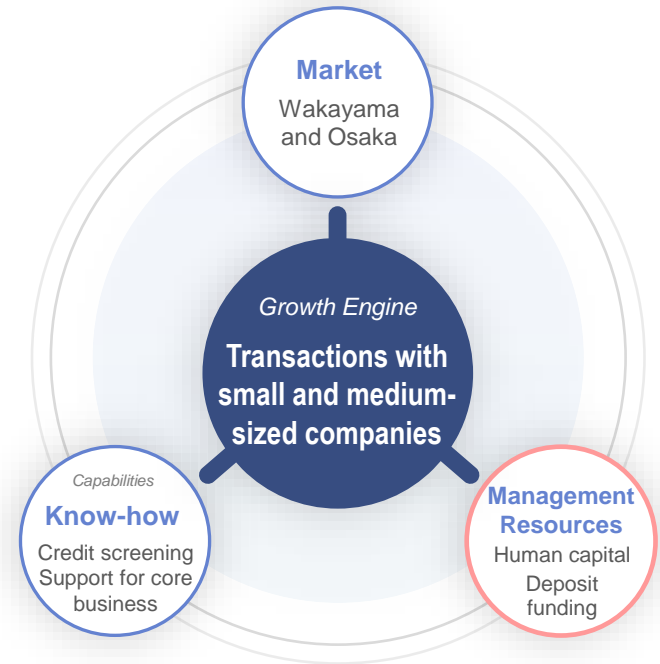 Market
Wakayama
and Osaka
Growth Engine
Transactions with
small and medium-
sized companies
Capabilities
Know-how
Credit screening
Support for core
business
Management
Resources
Human capital
Deposit
funding